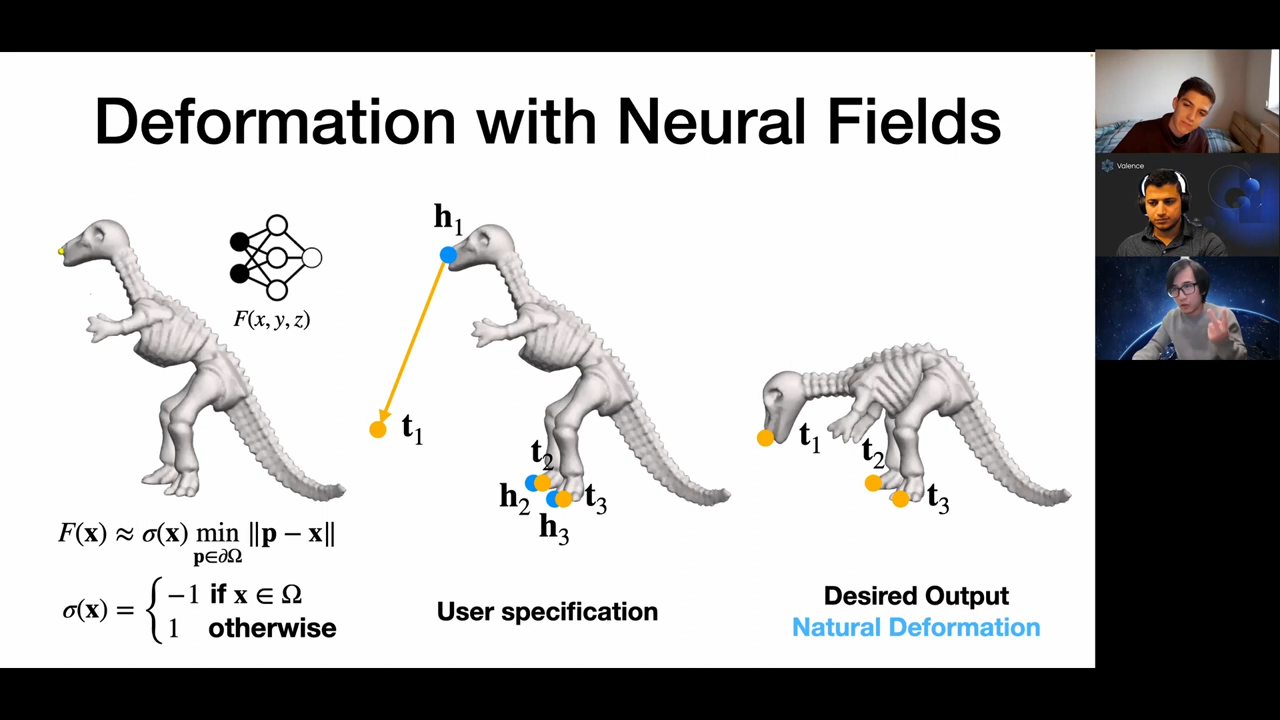 Deformation with Neural Fields
Valence
F(x, y, z)
h₁
t₁
t₂
h₂
t₃
h₃
t₁
t₂
t₃
F(x) ≈ σ(x) min ‖p − x‖
p∈∂Ω
σ(x) = { −1 if x ∈ Ω
1 otherwise
User specification
Desired Output
Natural Deformation